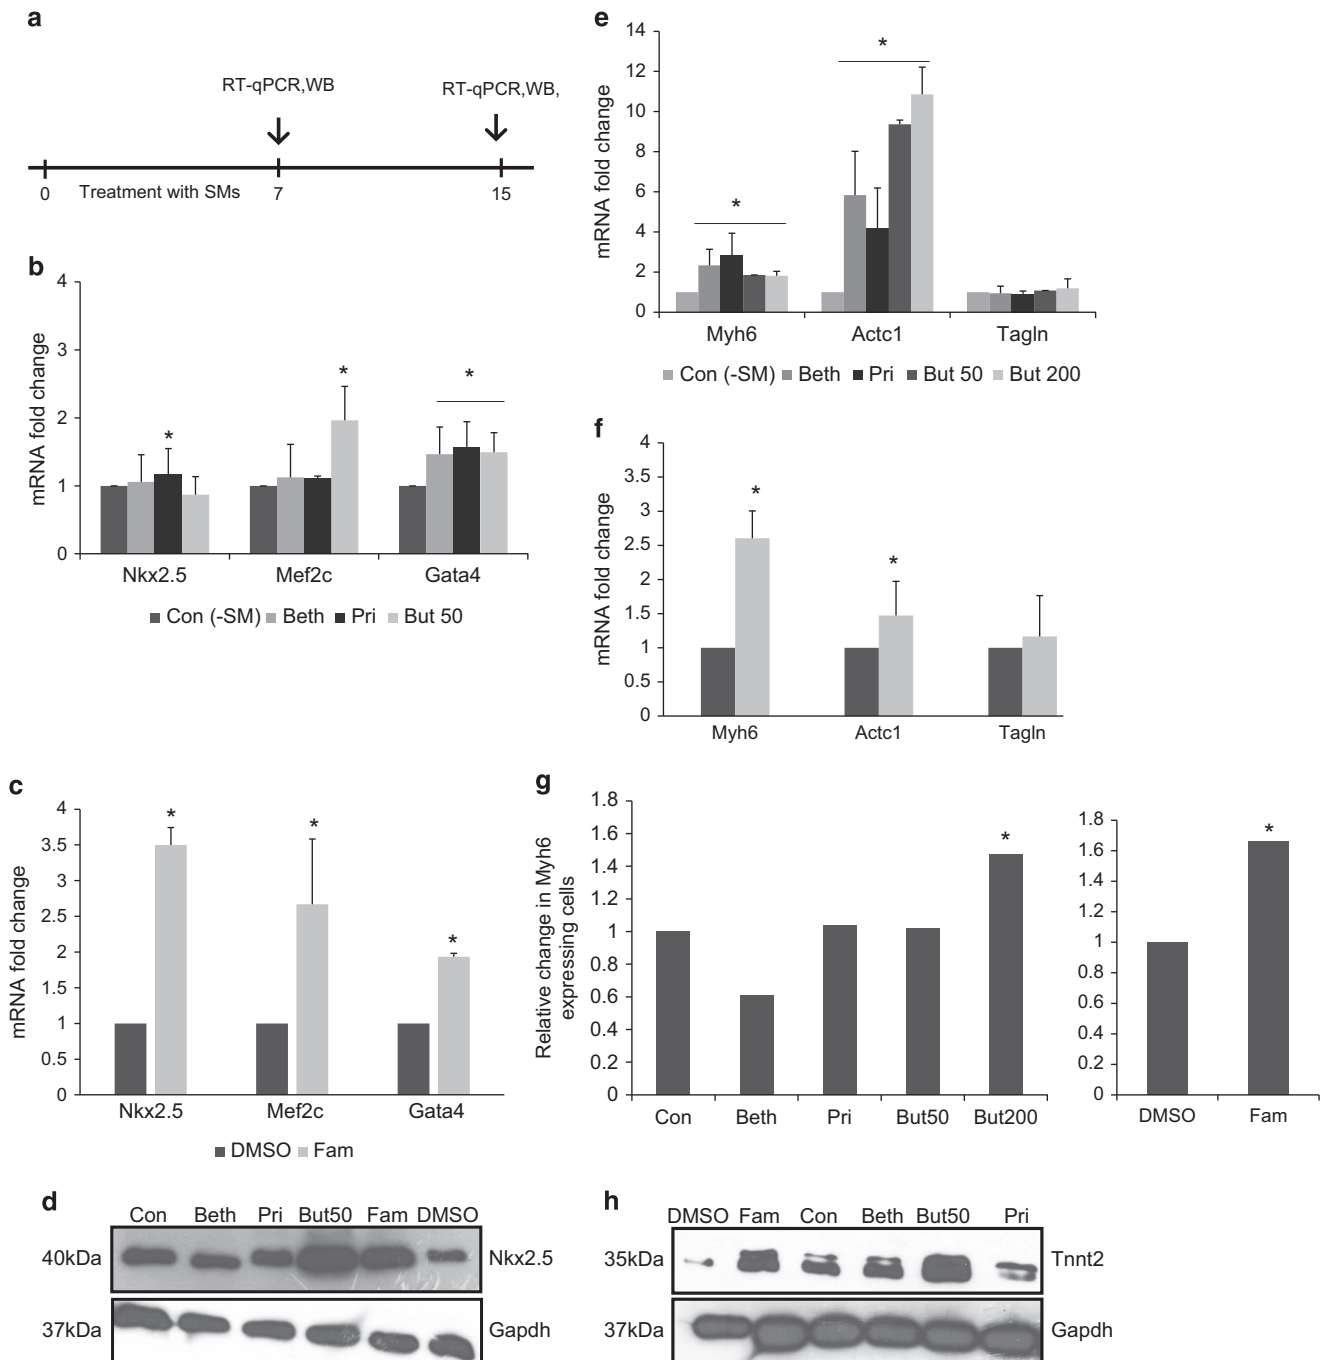 a
RT-qPCR,WB
RT-qPCR,WB,
0
Treatment with SMs
7
15
b
mRNA fold change
4
3
2
1
0
*
*
*
Nkx2.5
Mef2c
Gata4
Con (-SM) Beth Pri But 50
c
mRNA fold change
4
3.5
3
2.5
2
1.5
1
0.5
0
*
*
*
Nkx2.5
Mef2c
Gata4
DMSO Fam
d
Con Beth Pri But50 Fam DMSO
40kDa
Nkx2.5
37kDa
Gapdh
e
mRNA fold change
14
12
10
8
6
4
2
0
*
*
Myh6
Actc1
Tagln
Con (-SM) Beth Pri But 50 But 200
f
mRNA fold change
4
3.5
3
2.5
2
1.5
1
0.5
0
*
*
Myh6
Actc1
Tagln
g
Relative change in Myh6
expressing cells
1.8
1.6
1.4
1.2
1
0.8
0.6
0.4
0.2
0
*
Con
Beth
Pri
But50
But200
1.8
1.6
1.4
1.2
1
0.8
0.6
0.4
0.2
0
*
DMSO
Fam
h
DMSO Fam Con Beth But50 Pri
35kDa
Tnnt2
37kDa
Gapdh